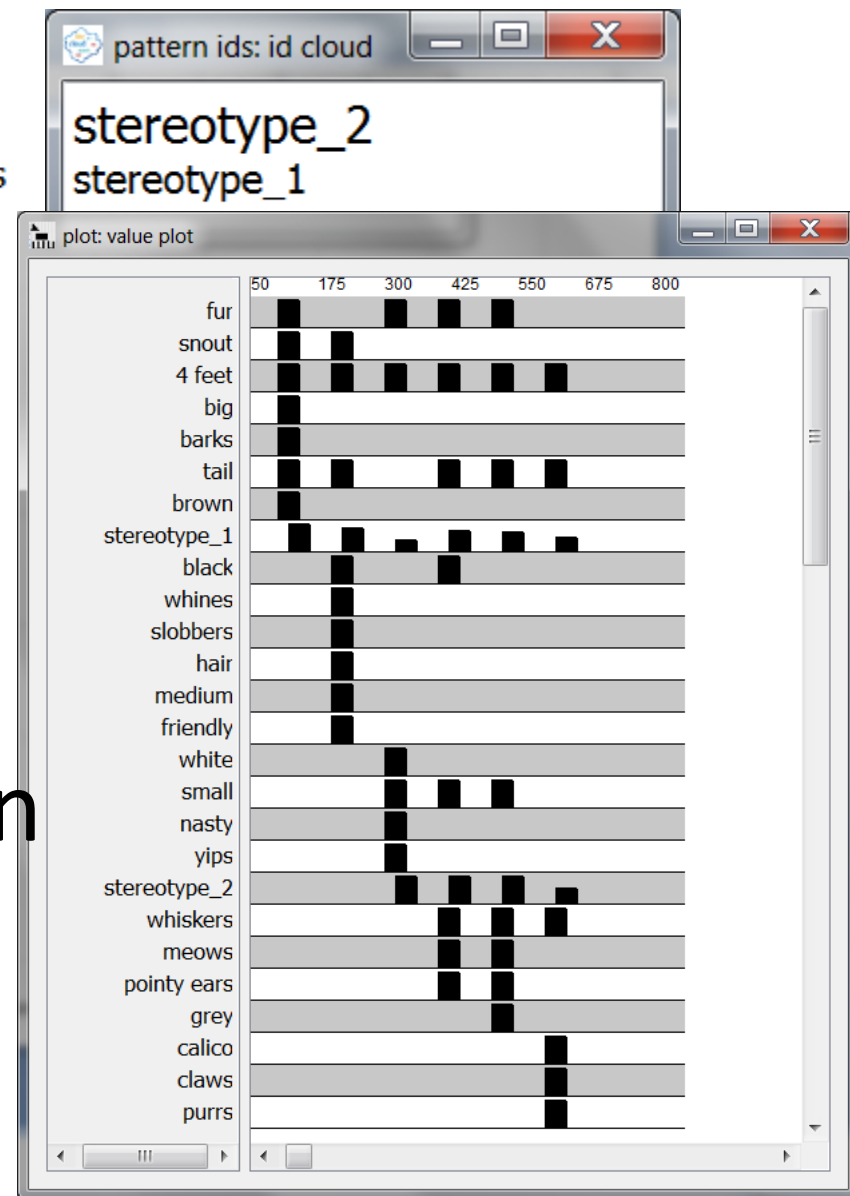 pattern ids: id cloud
stereotype_2
stereotype_1
s
plot: value plot
50 175 300 425 550 675 800
fur
snout
4 feet
big
barks
tail
brown
stereotype_1
black
whines
slobbers
hair
medium
friendly
white
small
nasty
n
yips
stereotype_2
whiskers
meows
pointy ears
grey
calico
claws
purrs